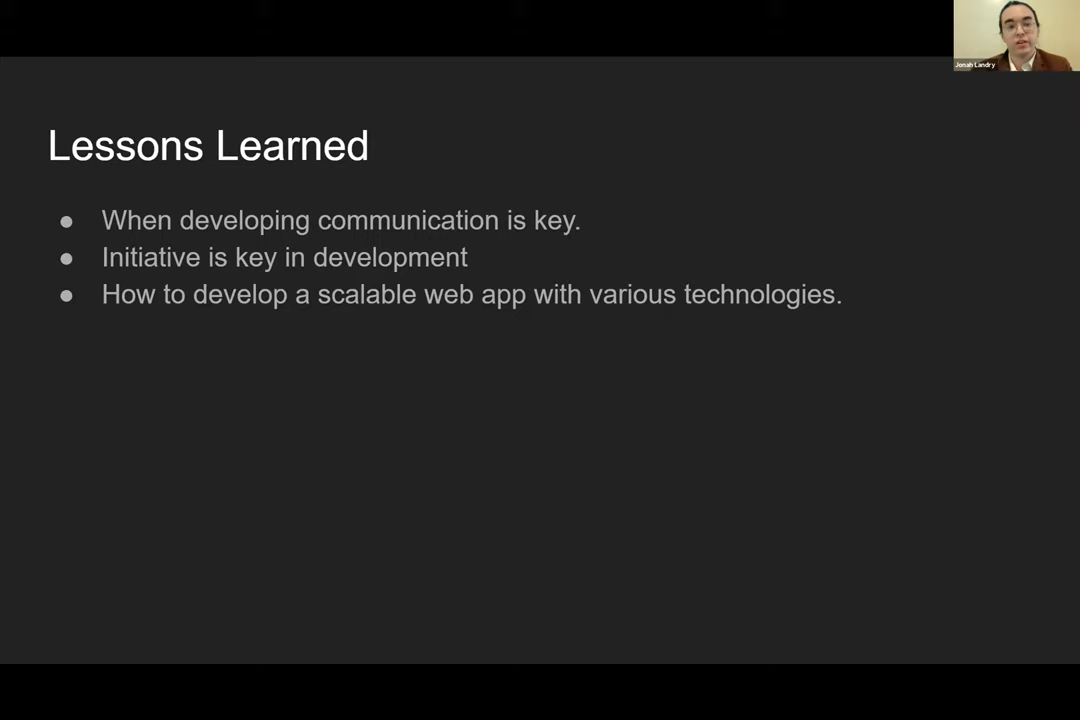 Jonah Landry
Lessons Learned
● When developing communication is key.
● Initiative is key in development
● How to develop a scalable web app with various technologies.